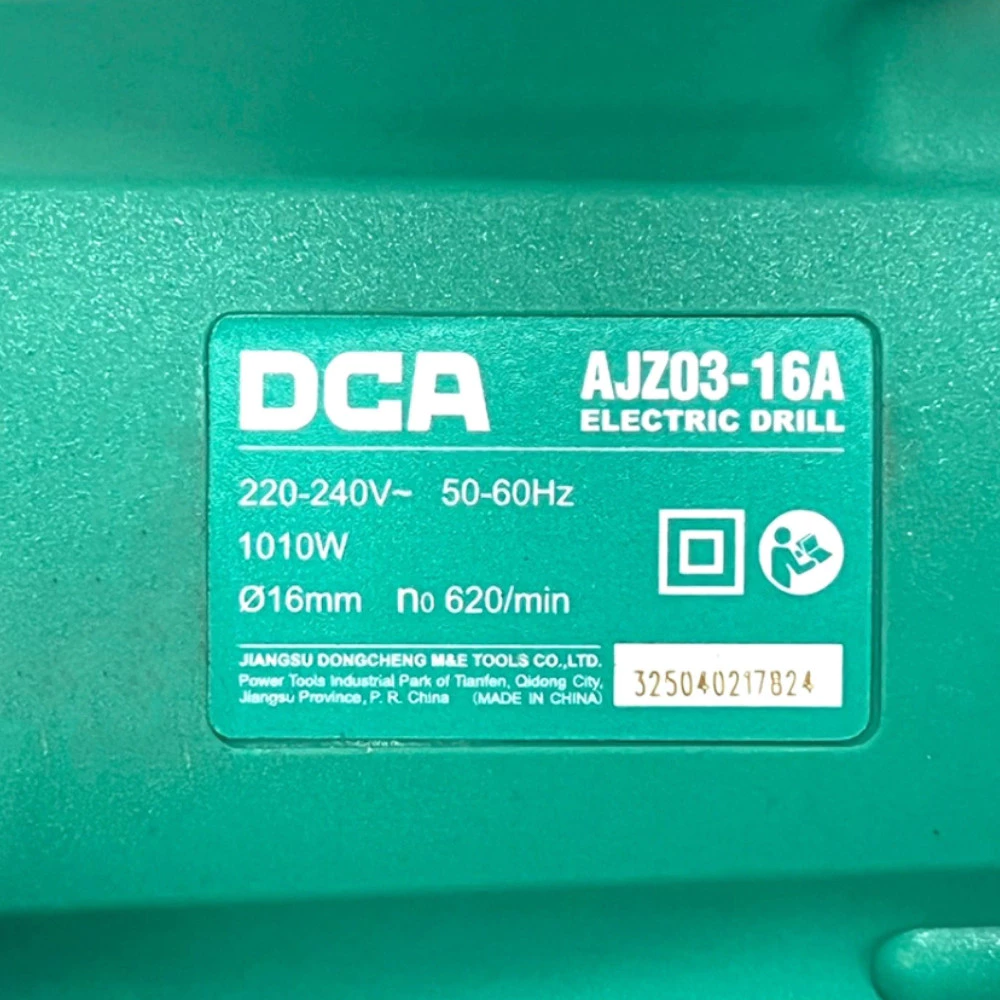 DCA
AJZ03-16A
ELECTRIC DRILL
220-240V~ 50-60Hz
1010W
Ø16mm n₀ 620/min
JIANGSU DONGCHENG M&E TOOLS CO.,LTD.
Power Tools Industrial Park of Tianfen, Qidong City,
Jiangsu Province, P. R. China (MADE IN CHINA)
325040217824